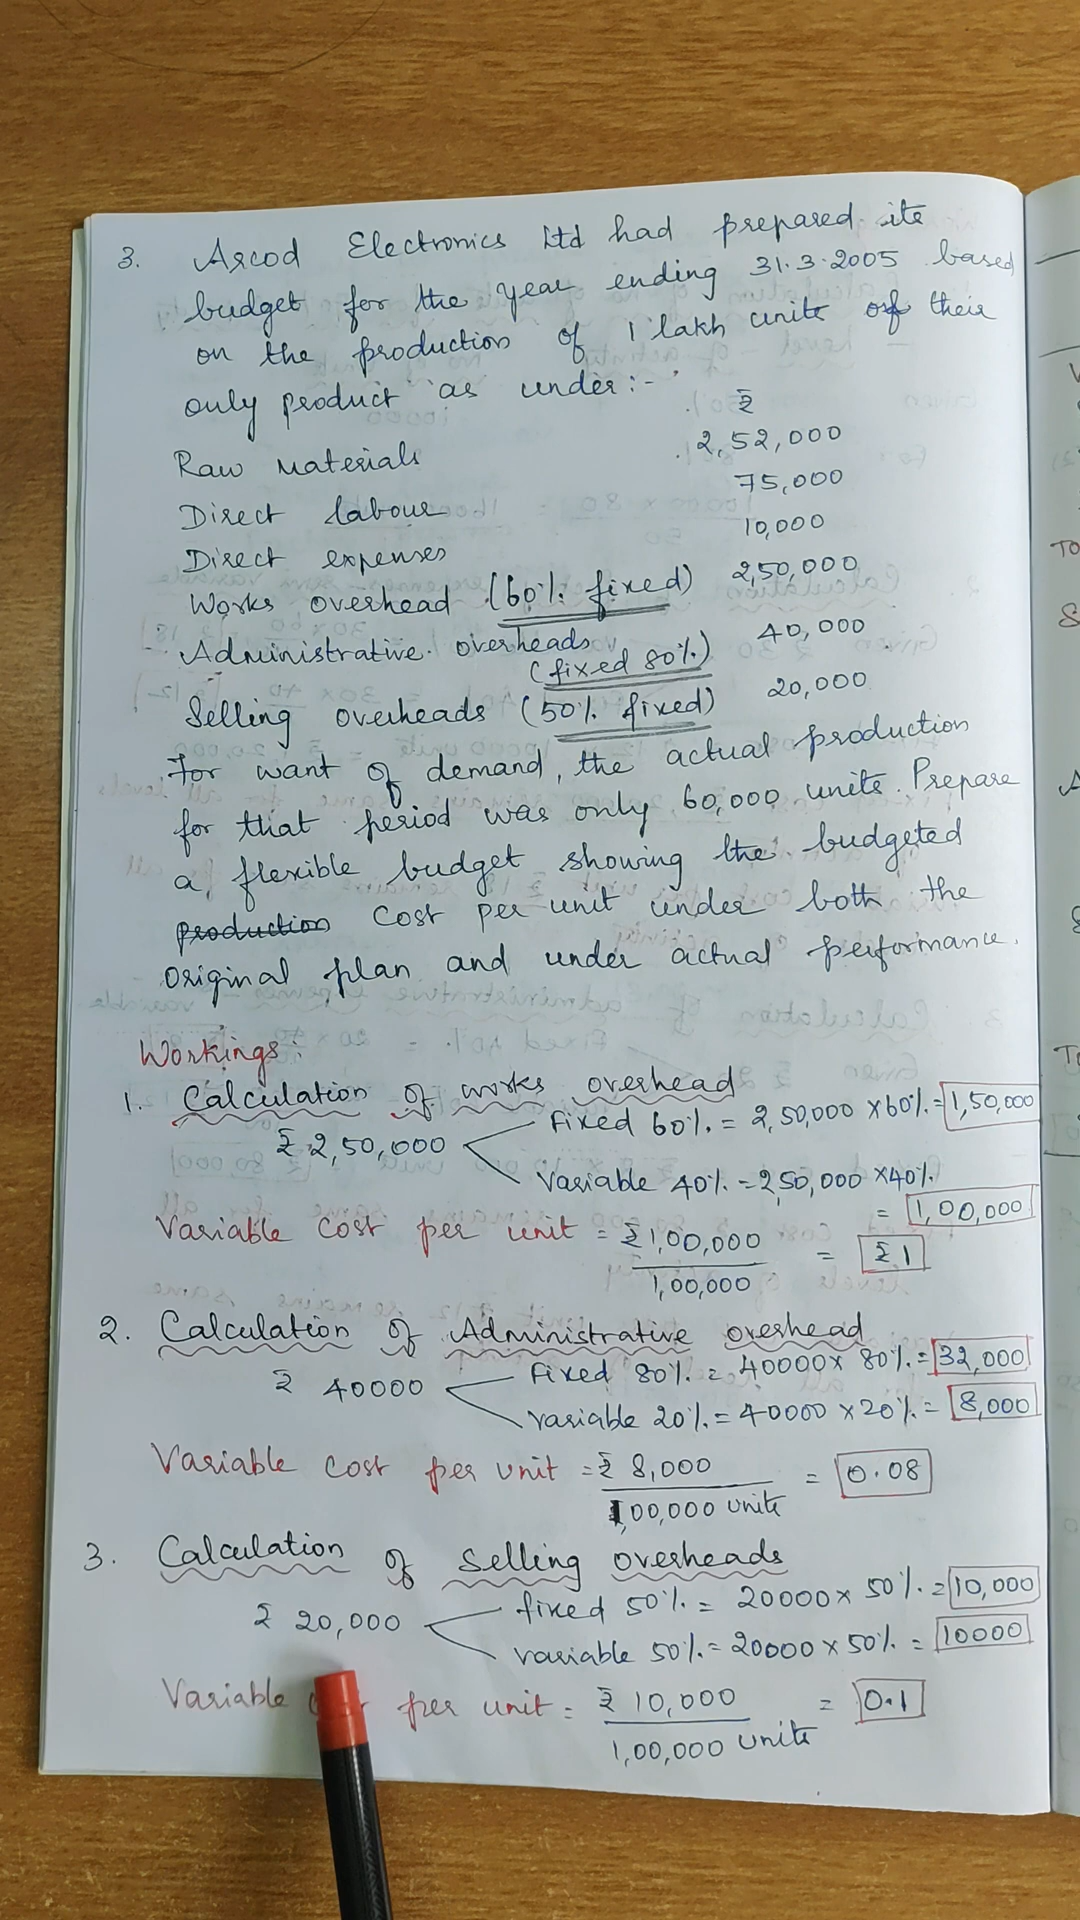 3. Arcod Electronics Ltd had prepared its
budget for the year ending 31.3.2005 based
on the production of 1 lakh units of their
only product as under:-
₹
Raw materials 2,52,000
Direct labour 75,000
Direct expenses 10,000
Works overhead (60% fixed) 2,50,000
Administrative overheads (fixed 80%) 40,000
Selling overheads (50% fixed) 20,000
For want of demand, the actual production
for that period was only 60,000 units. Prepare
a flexible budget showing the budgeted
production cost per unit under both the
original plan and under actual performance.
Workings:
1. Calculation of works overhead
₹ 2,50,000
Fixed 60% = 2,50,000 × 60% = 1,50,000
Variable 40% = 2,50,000 × 40%
= 1,00,000
Variable cost per unit = ₹ 1,00,000 / 1,00,000 = ₹ 1
2. Calculation of Administrative overhead
₹ 40000
Fixed 80% = 40000 × 80% = 32,000
variable 20% = 40000 × 20% = 8,000
Variable cost per unit = ₹ 8,000 / 1,00,000 units = 0.08
3. Calculation of Selling overheads
₹ 20,000
fixed 50% = 20000 × 50% = 10,000
variable 50% = 20000 × 50% = 10000
Variable per unit = ₹ 10,000 / 1,00,000 units = 0.1